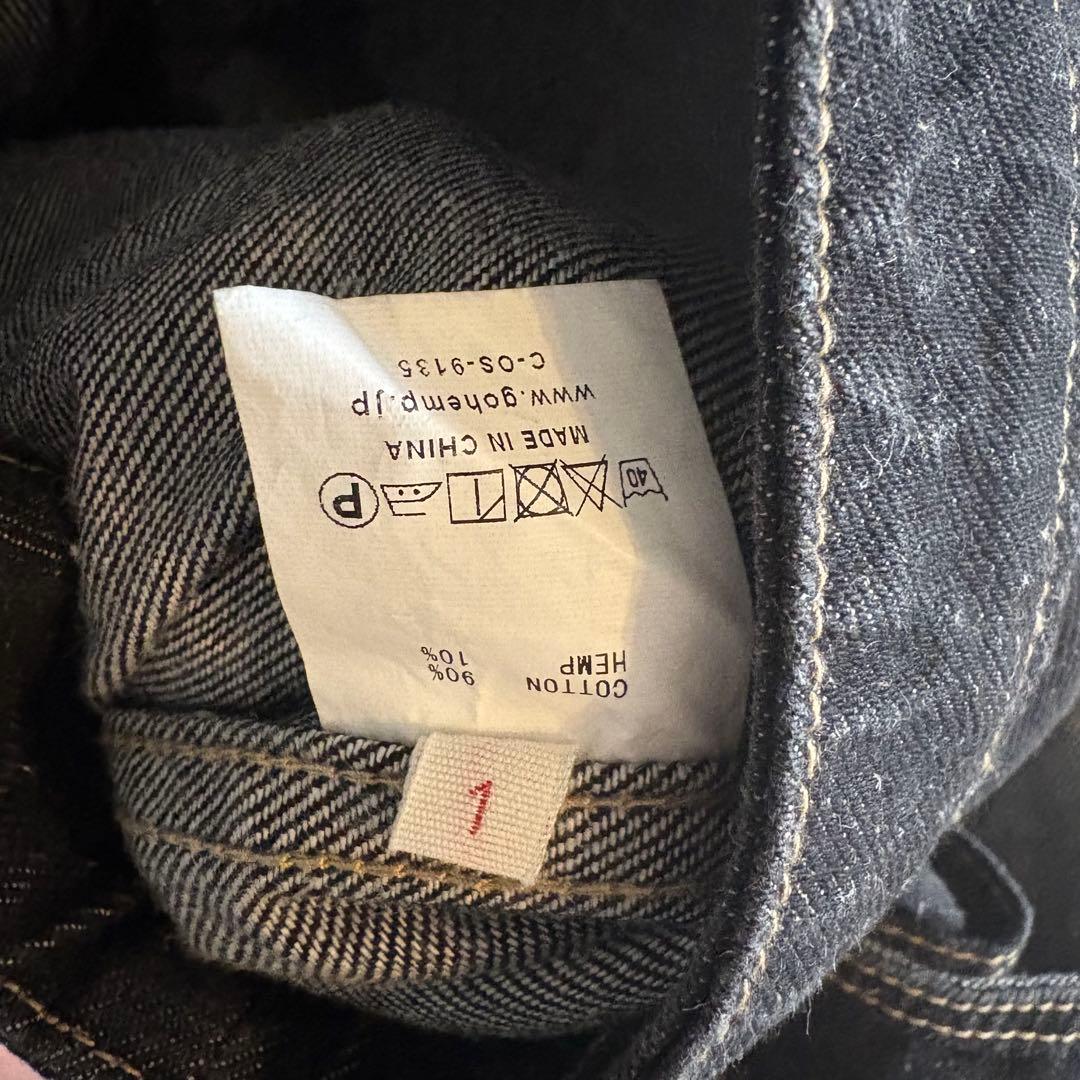 COTTON 90%
HEMP 10%
40 P
MADE IN CHINA
www.gohemp.jp
C-OS-9135
1